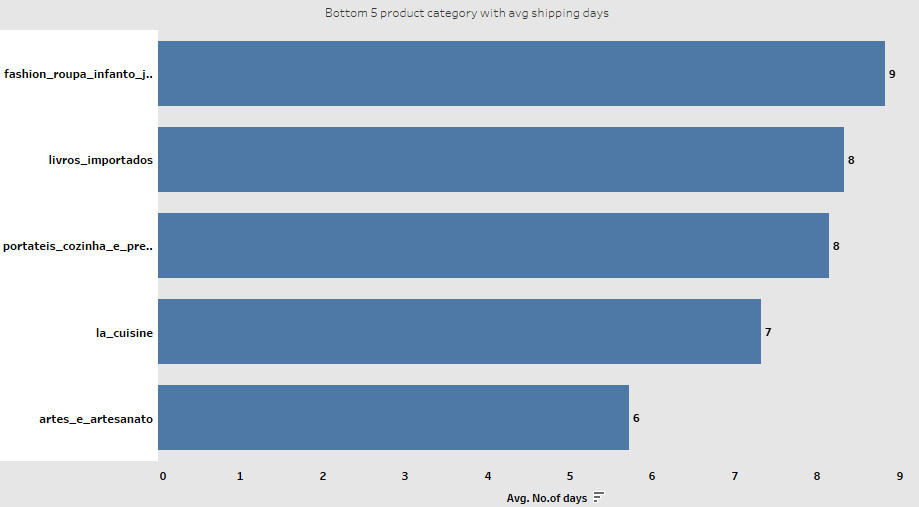 Bottom 5 product category with avg shipping days
fashion_roupa_infanto_j.. 9
livros_importados 8
portateis_cozinha_e_pre.. 8
la_cuisine 7
artes_e_artesanato 6
0 1 2 3 4 5 6 7 8 9
Avg. No.of days